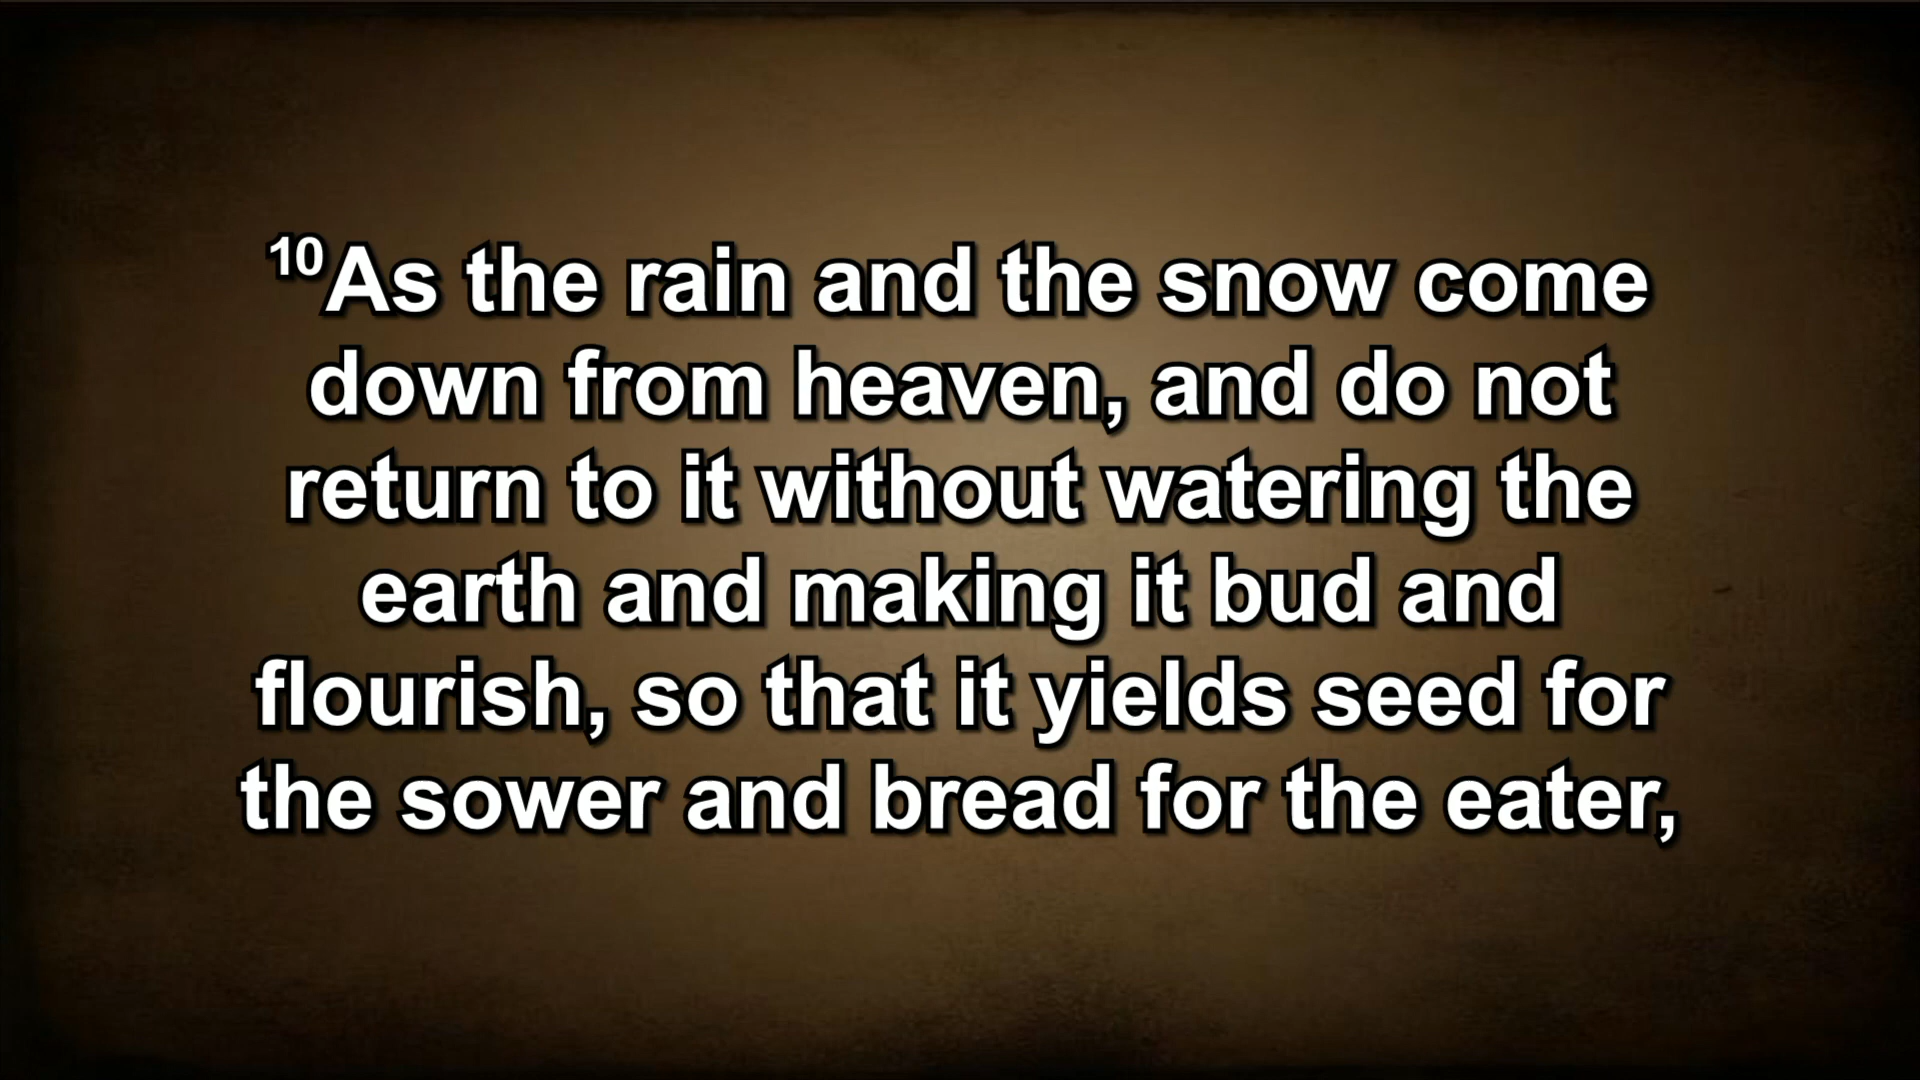 10As the rain and the snow come
down from heaven, and do not
return to it without watering the
earth and making it bud and
flourish, so that it yields seed for
the sower and bread for the eater,